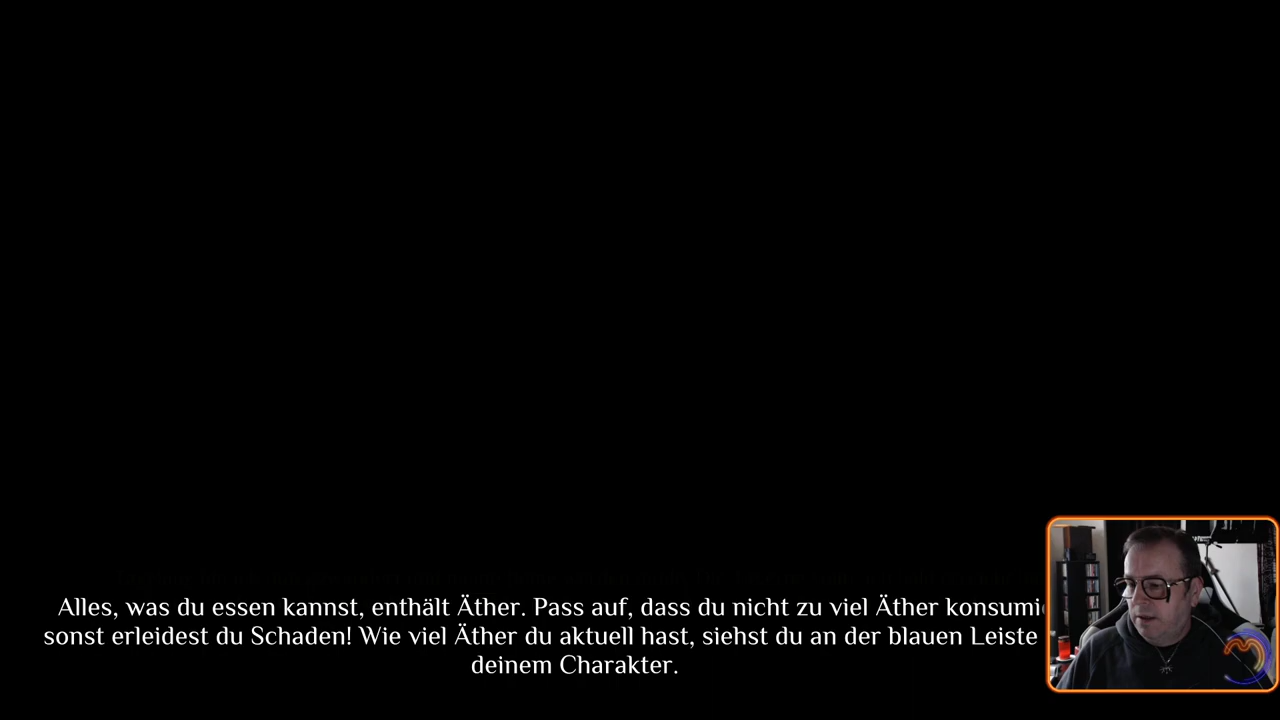 Alles, was du essen kannst, enthält Äther. Pass auf, dass du nicht zu viel Äther
sonst erleidest du Schaden! Wie viel Äther du aktuell hast, siehst du an der blauen Leiste
deinem Charakter.